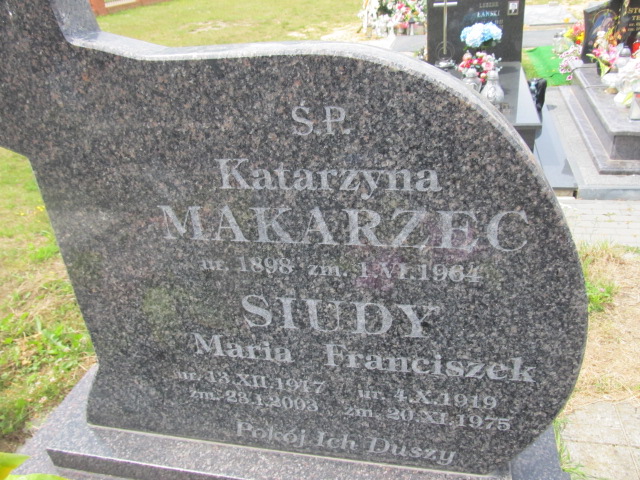 Ś.P.
Katarzyna
MAKARZEC
ur. 1898 zm. 1.VI.1964
SIUDY
Maria Franciszek
ur. 13.XII.1917 ur. 4.X.1919
zm. 23.I.2003 zm. 20.XI.1975
Pokój Ich Duszy